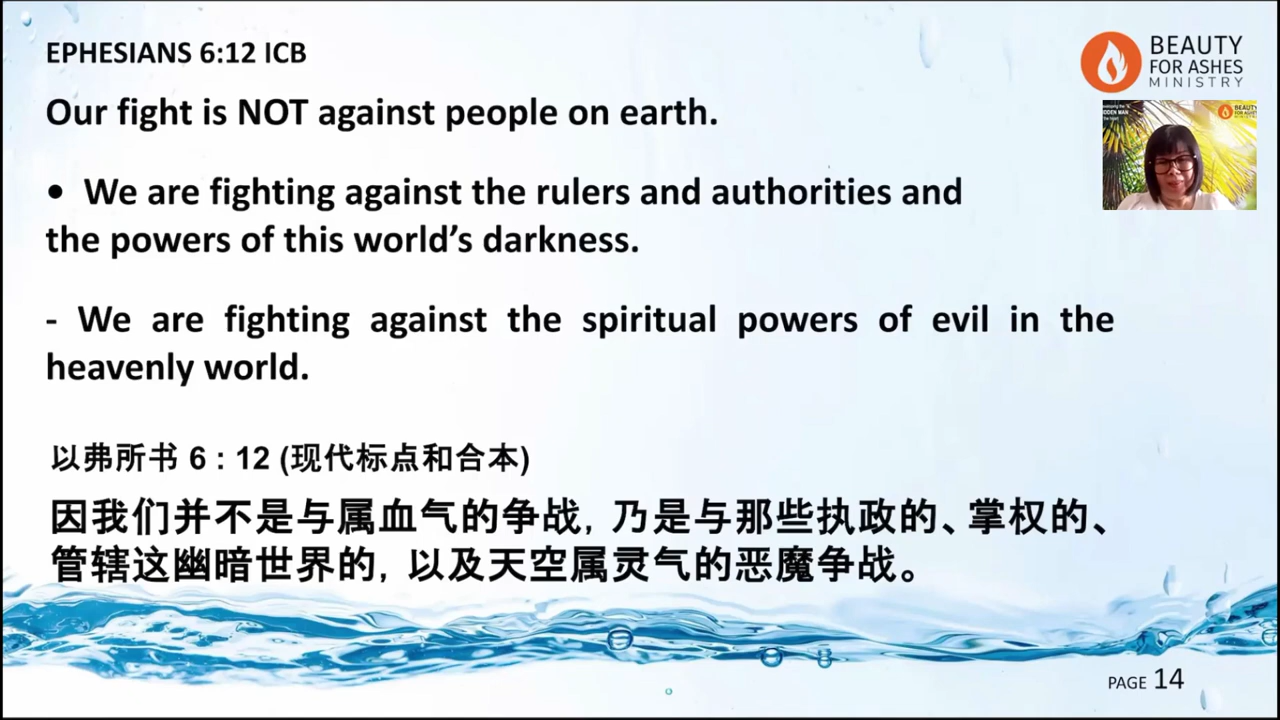 EPHESIANS 6:12 ICB
BEAUTY
FOR ASHES
MINISTRY
Our fight is NOT against people on earth.
• We are fighting against the rulers and authorities and
the powers of this world’s darkness.
- We are fighting against the spiritual powers of evil in the
heavenly world.
以弗所书 6 : 12 (现代标点和合本)
因我们并不是与属血气的争战, 乃是与那些执政的、掌权的、
管辖这幽暗世界的, 以及天空属灵气的恶魔争战。
PAGE 14